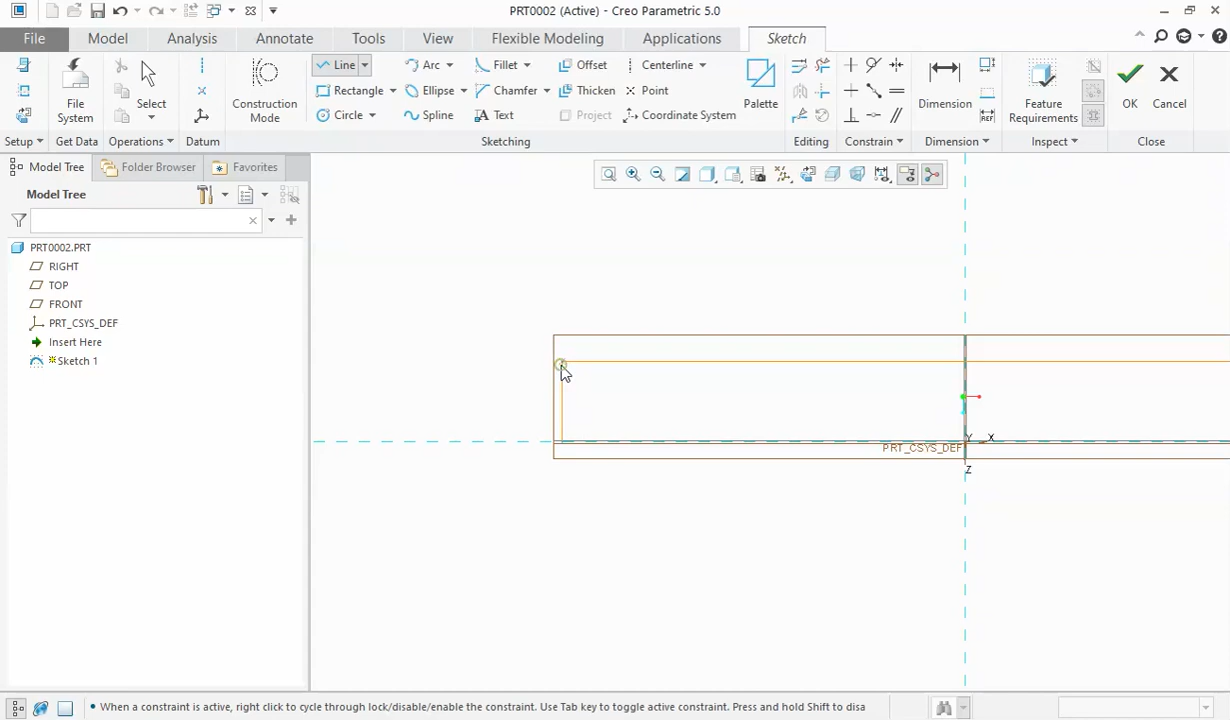 PRT0002 (Active) - Creo Parametric 5.0
File Model Analysis Annotate Tools View Flexible Modeling Applications Sketch
Line Arc Fillet Offset Centerline
Rectangle Ellipse Chamfer Thicken Point
Circle Spline Text Project Coordinate System
File System
Select
Construction Mode
Palette
Dimension
Feature Requirements
OK
Cancel
Setup Get Data Operations Datum Sketching Editing Constrain Dimension Inspect Close
Model Tree Folder Browser Favorites
Model Tree
PRT0002.PRT
RIGHT
TOP
FRONT
PRT_CSYS_DEF
Insert Here
Sketch 1
Y X
PRT_CSYS_DEF
Z
• When a constraint is active, right click to cycle through lock/disable/enable the constraint. Use Tab key to toggle active constraint. Press and hold Shift to disa